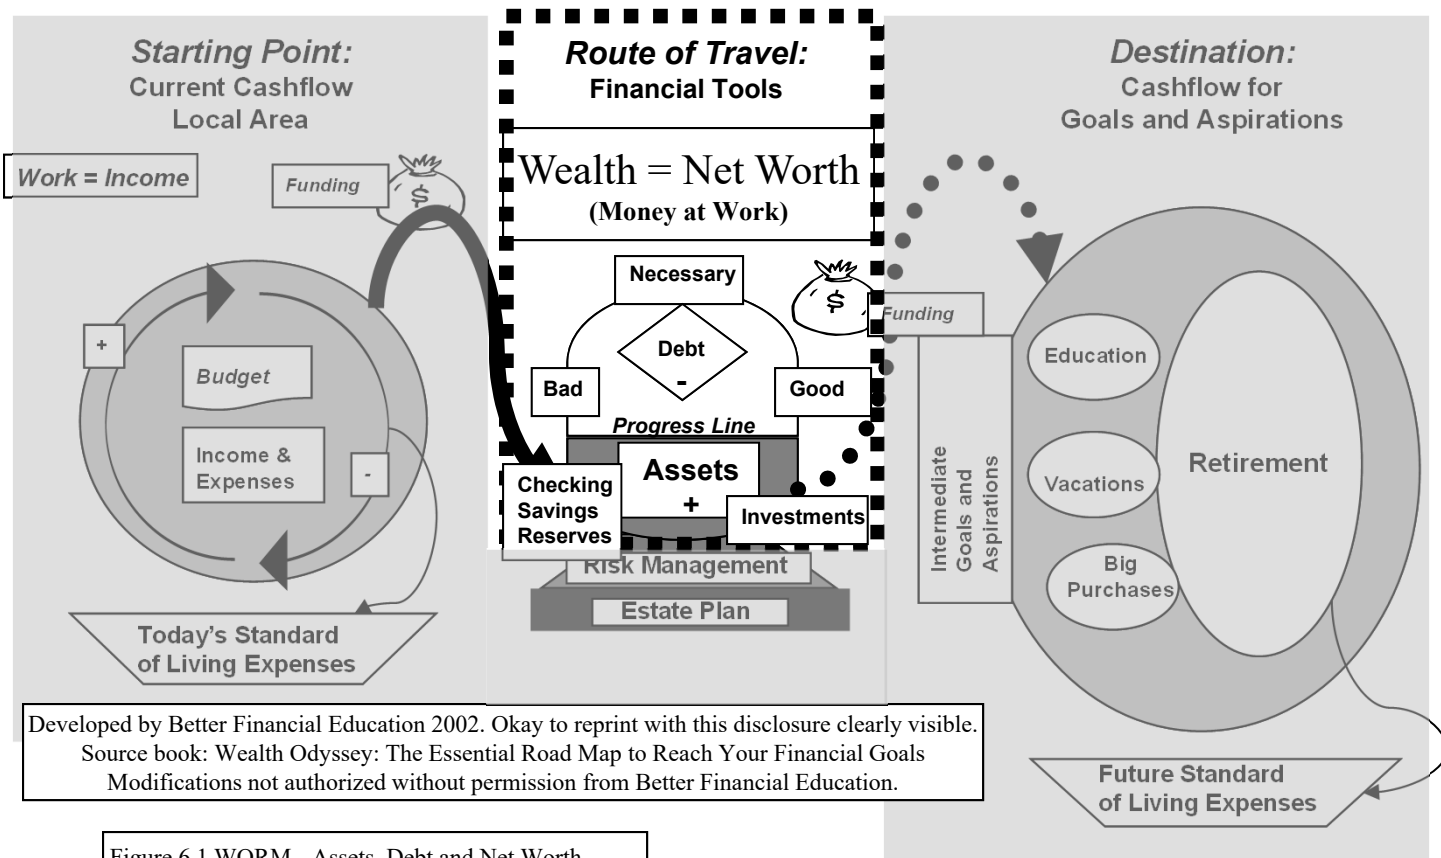 Starting Point:
Current Cashflow
Local Area
Work = Income
Funding
$
+
Budget
Income &
Expenses
-
Today's Standard
of Living Expenses
Route of Travel:
Financial Tools
Wealth = Net Worth
(Money at Work)
Necessary
$
Debt
-
Bad
Good
Progress Line
Assets
+
Checking
Savings
Reserves
Investments
Risk Management
Estate Plan
Destination:
Cashflow for
Goals and Aspirations
Funding
Intermediate
Goals and
Aspirations
Education
Vacations
Big
Purchases
Retirement
Future Standard
of Living Expenses
Developed by Better Financial Education 2002. Okay to reprint with this disclosure clearly visible.
Source book: Wealth Odyssey: The Essential Road Map to Reach Your Financial Goals
Modifications not authorized without permission from Better Financial Education.
Figure 6.1 WORM - Assets, Debt and Net Worth